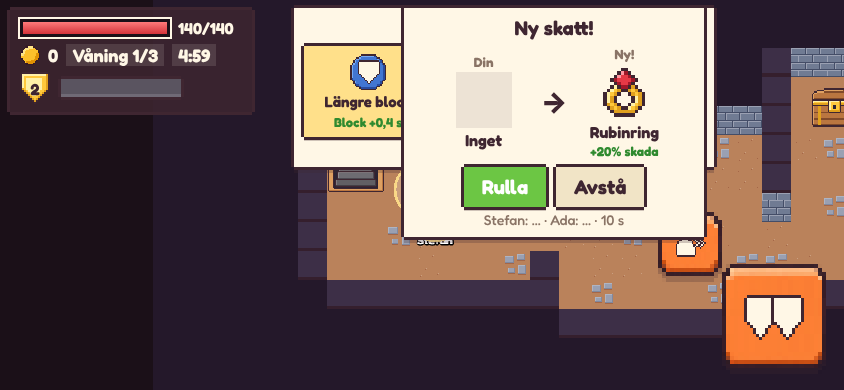 140/140
0 Våning 1/3 4:59
2
Längre bloc
Block +0,4 s
Ny skatt!
Din
Ny!
Inget
Rubinring
+20% skada
Rulla
Avstå
Stefan: ... · Ada: ... · 10 s
Stefan